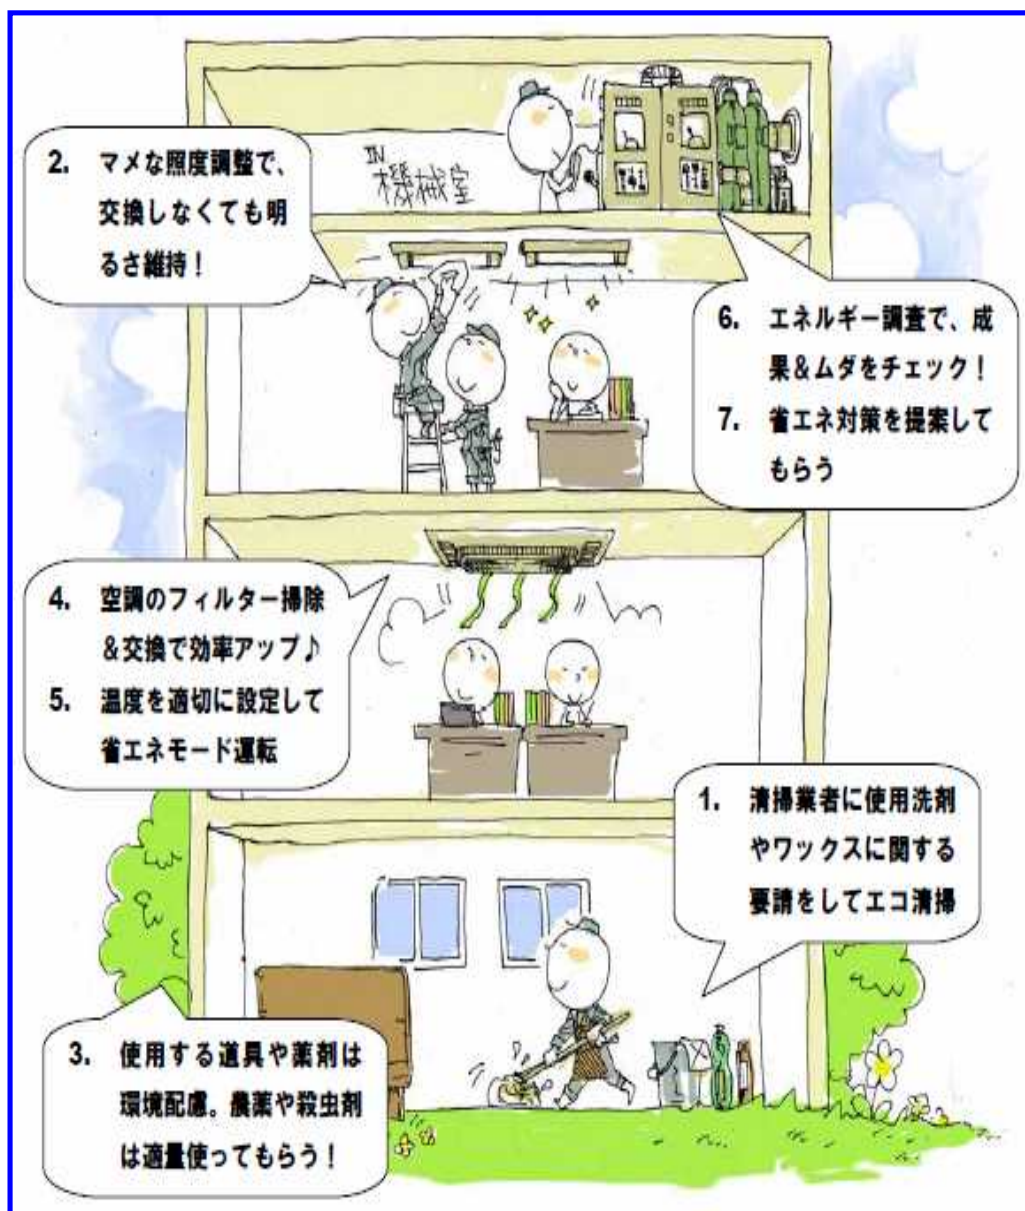 IN
機械室
2. マメな照度調整で、
交換しなくても明
るさ維持！
6. エネルギー調査で、成
果＆ムダをチェック！
7. 省エネ対策を提案して
もらう
4. 空調のフィルター掃除
＆交換で効率アップ♪
5. 温度を適切に設定して
省エネモード運転
1. 清掃業者に使用洗剤
やワックスに関する
要請をしてエコ清掃
3. 使用する道具や薬剤は
環境配慮。農薬や殺虫剤
は適量使ってもらう！